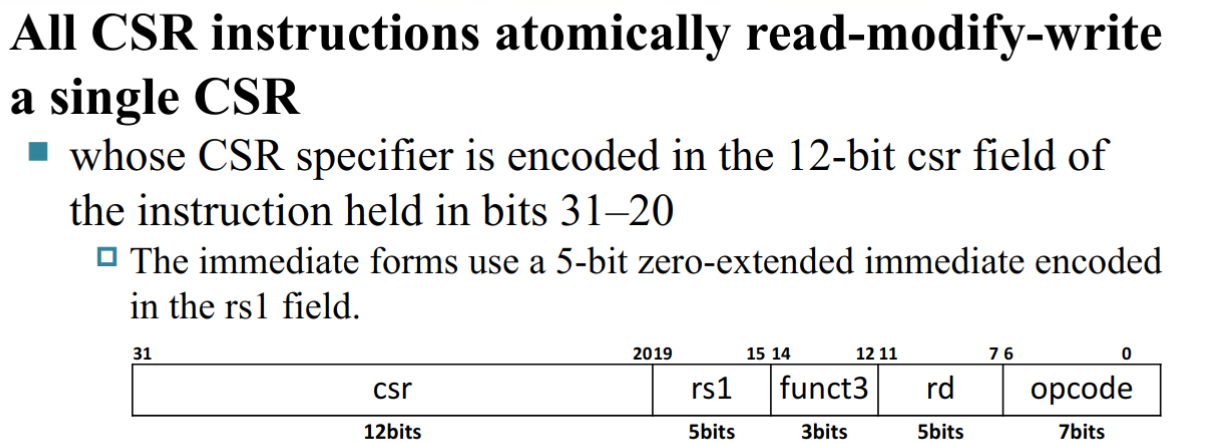 All CSR instructions atomically read-modify-write
a single CSR
whose CSR specifier is encoded in the 12-bit csr field of
the instruction held in bits 31–20
The immediate forms use a 5-bit zero-extended immediate encoded
in the rs1 field.
31 2019 15 14 12 11 7 6 0
csr rs1 funct3 rd opcode
12bits 5bits 3bits 5bits 7bits